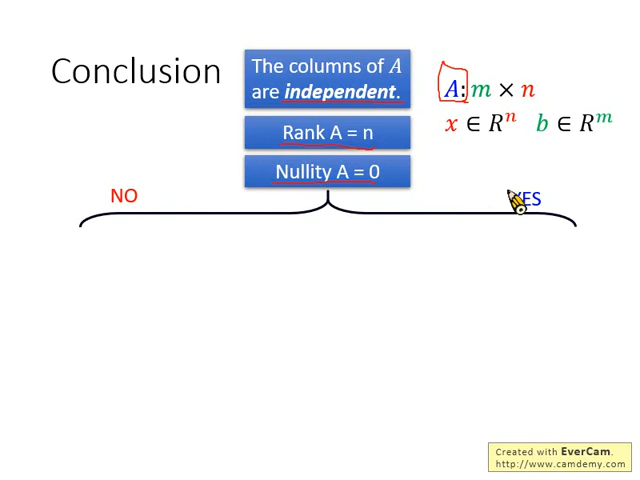 Conclusion
The columns of A
are independent.
Rank A = n
Nullity A = 0
A: m × n
x ∈ Rⁿ b ∈ Rᵐ
NO
YES
Created with EverCam.
http://www.camdemy.com